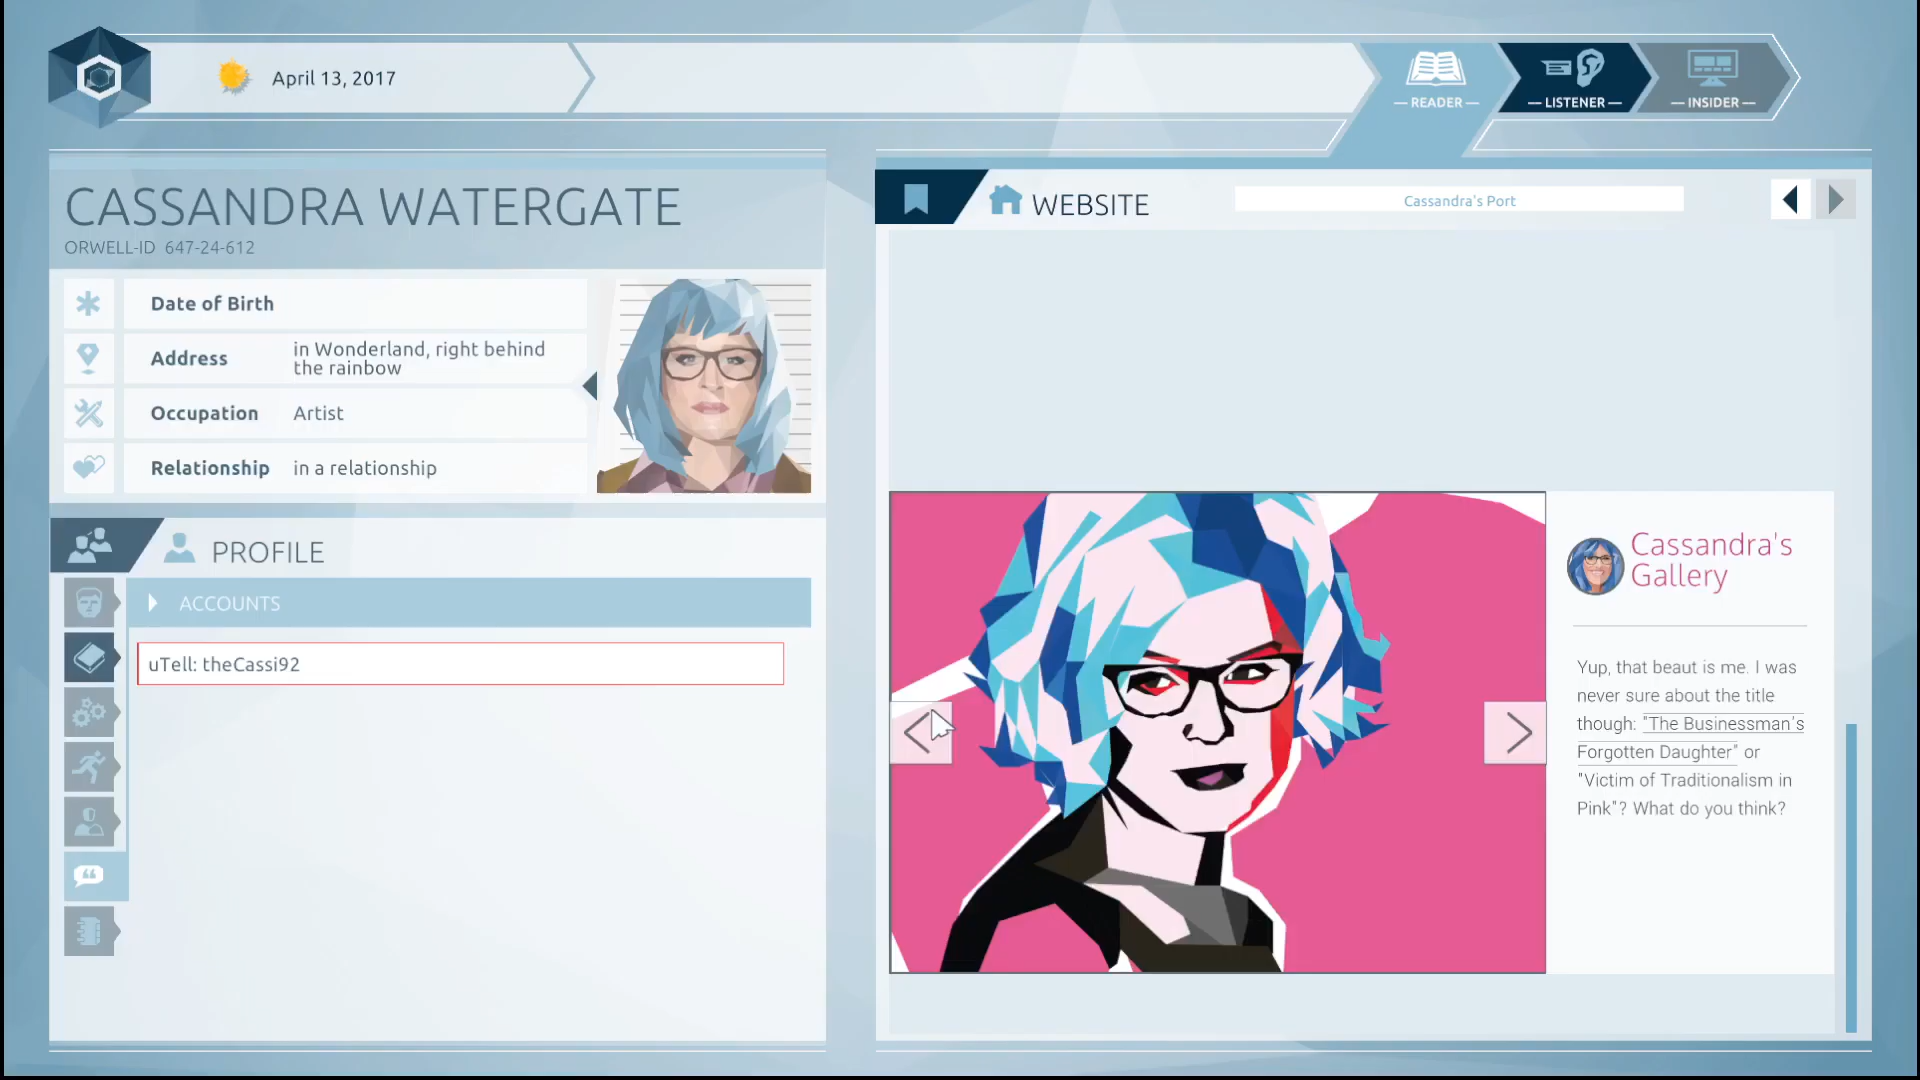 April 13, 2017
— READER —
— LISTENER —
— INSIDER —
CASSANDRA WATERGATE
ORWELL-ID 647-24-612
Date of Birth
Address in Wonderland, right behind
the rainbow
Occupation Artist
Relationship in a relationship
PROFILE
ACCOUNTS
uTell: theCassi92
WEBSITE
Cassandra's Port
Cassandra's
Gallery
Yup, that beaut is me. I was
never sure about the title
though: "The Businessman's
Forgotten Daughter" or
"Victim of Traditionalism in
Pink"? What do you think?